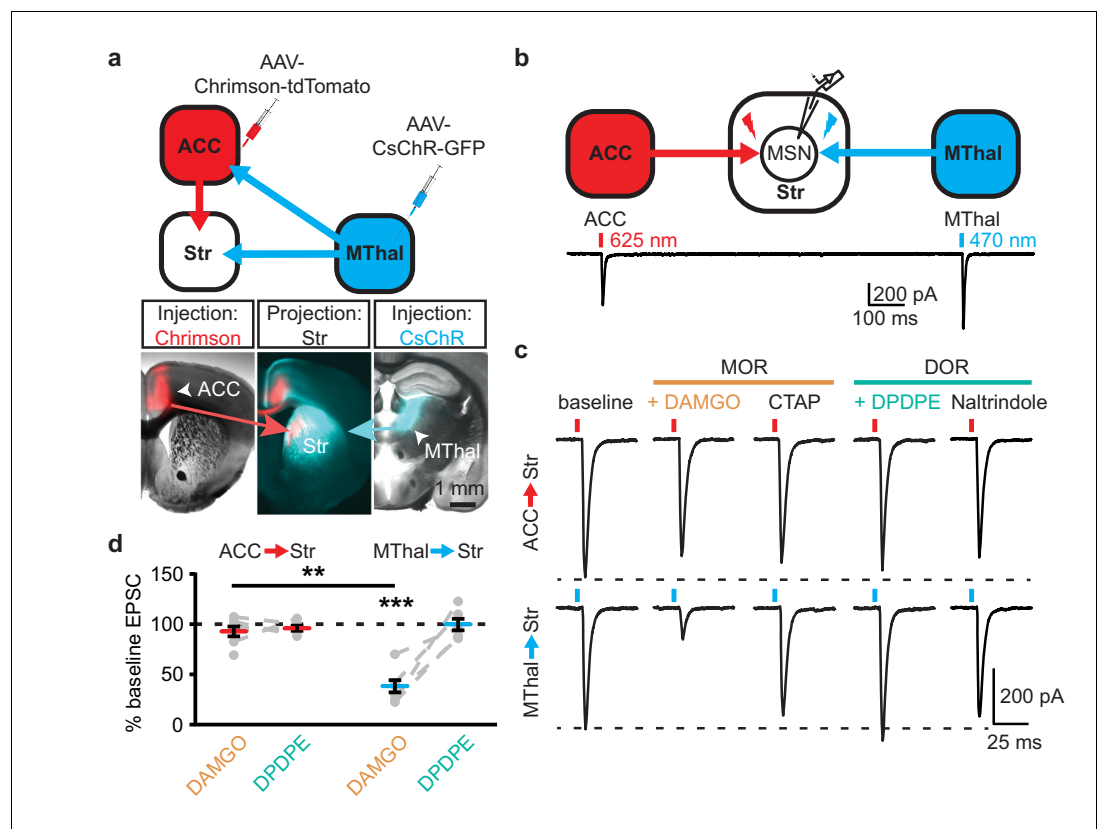 a
AAV-
Chrimson-tdTomato
AAV-
CsChR-GFP
ACC
Str
MThal
Injection:
Chrimson
Projection:
Str
Injection:
CsChR
ACC
Str
MThal
1 mm
b
ACC
MSN
Str
MThal
ACC
625 nm
MThal
470 nm
200 pA
100 ms
c
MOR
DOR
baseline
+ DAMGO
CTAP
+ DPDPE
Naltrindole
ACC Str
MThal Str
200 pA
25 ms
d
ACC Str
MThal Str
**
***
% baseline EPSC
150
100
50
0
DAMGO
DPDPE
DAMGO
DPDPE